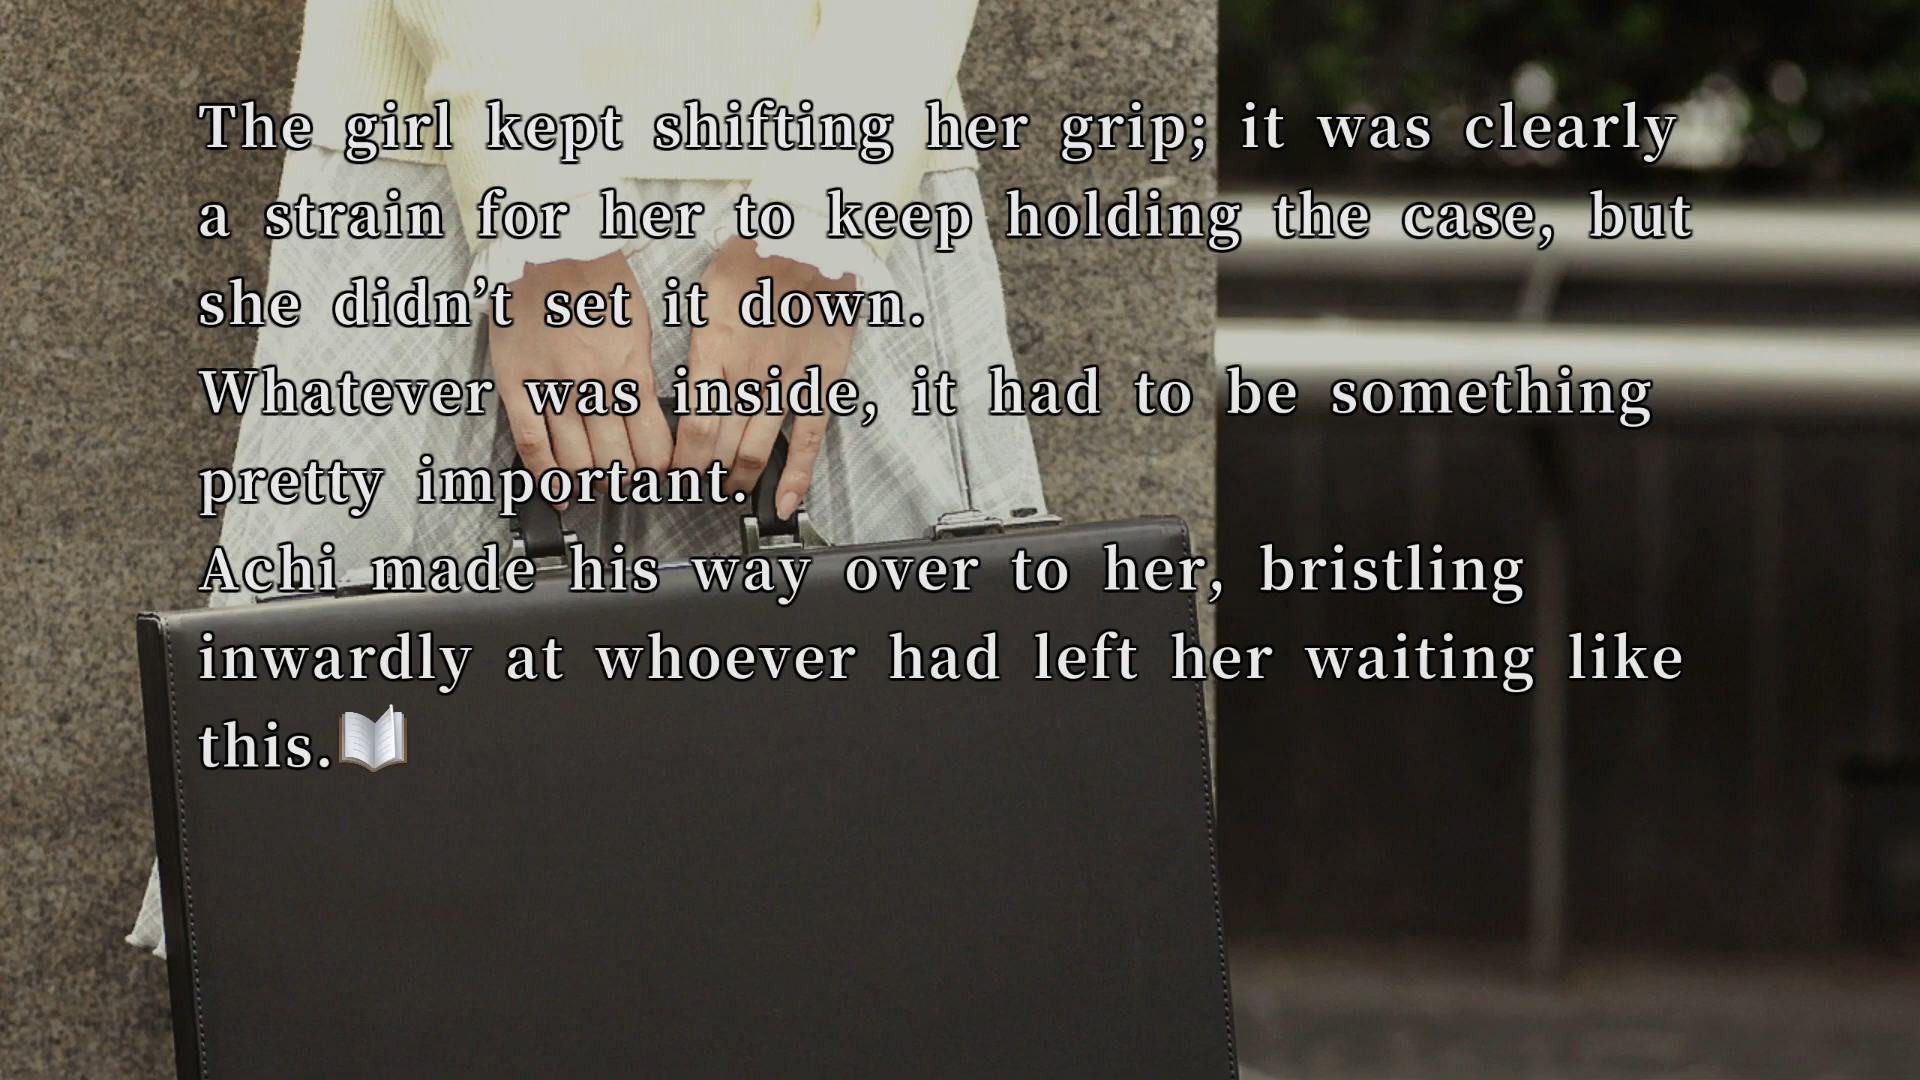 The girl kept shifting her grip; it was clearly
a strain for her to keep holding the case, but
she didn’t set it down.
Whatever was inside, it had to be something
pretty important.
Achi made his way over to her, bristling
inwardly at whoever had left her waiting like
this.